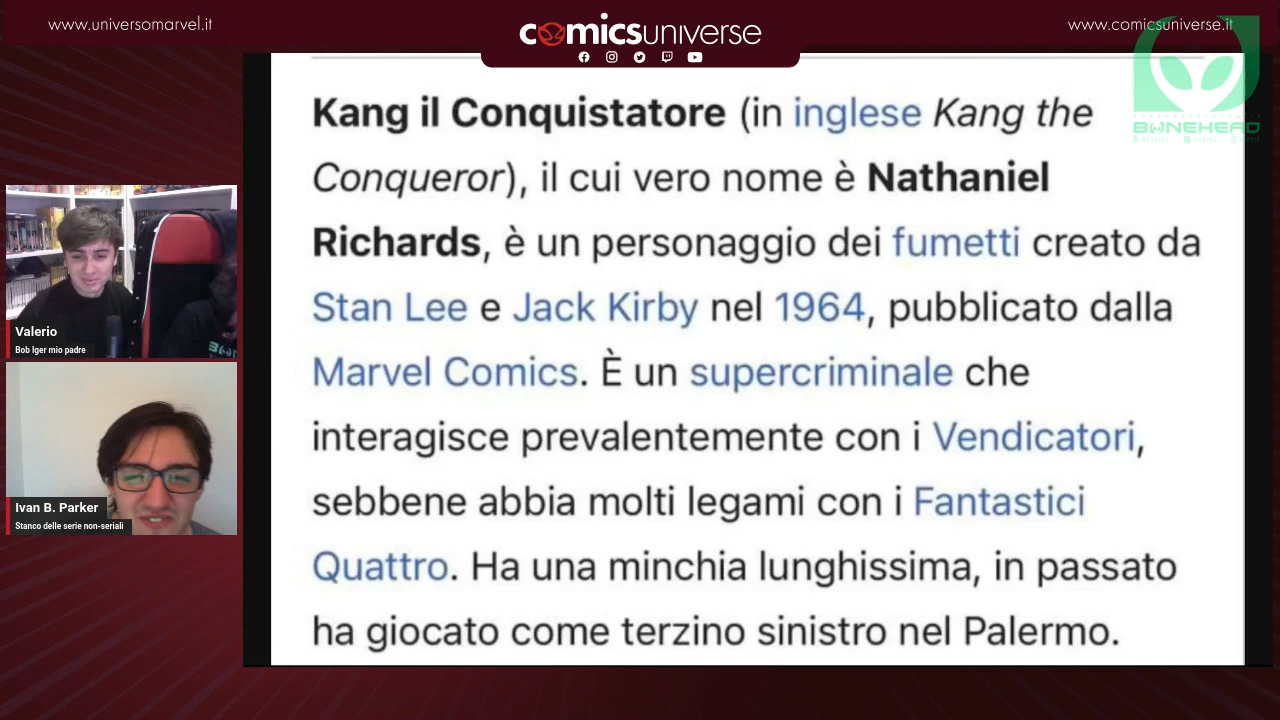 www.universomarvel.it
comicsuniverse
www.comicsuniverse.it
BONEHEAD
Kang il Conquistatore (in inglese Kang the
Conqueror), il cui vero nome è Nathaniel
Richards, è un personaggio dei fumetti creato da
Stan Lee e Jack Kirby nel 1964, pubblicato dalla
Marvel Comics. È un supercriminale che
interagisce prevalentemente con i Vendicatori,
sebbene abbia molti legami con i Fantastici
Quattro. Ha una minchia lunghissima, in passato
ha giocato come terzino sinistro nel Palermo.
Valerio
Bob Iger mio padre
Ivan B. Parker
Stanco delle serie non-seriali